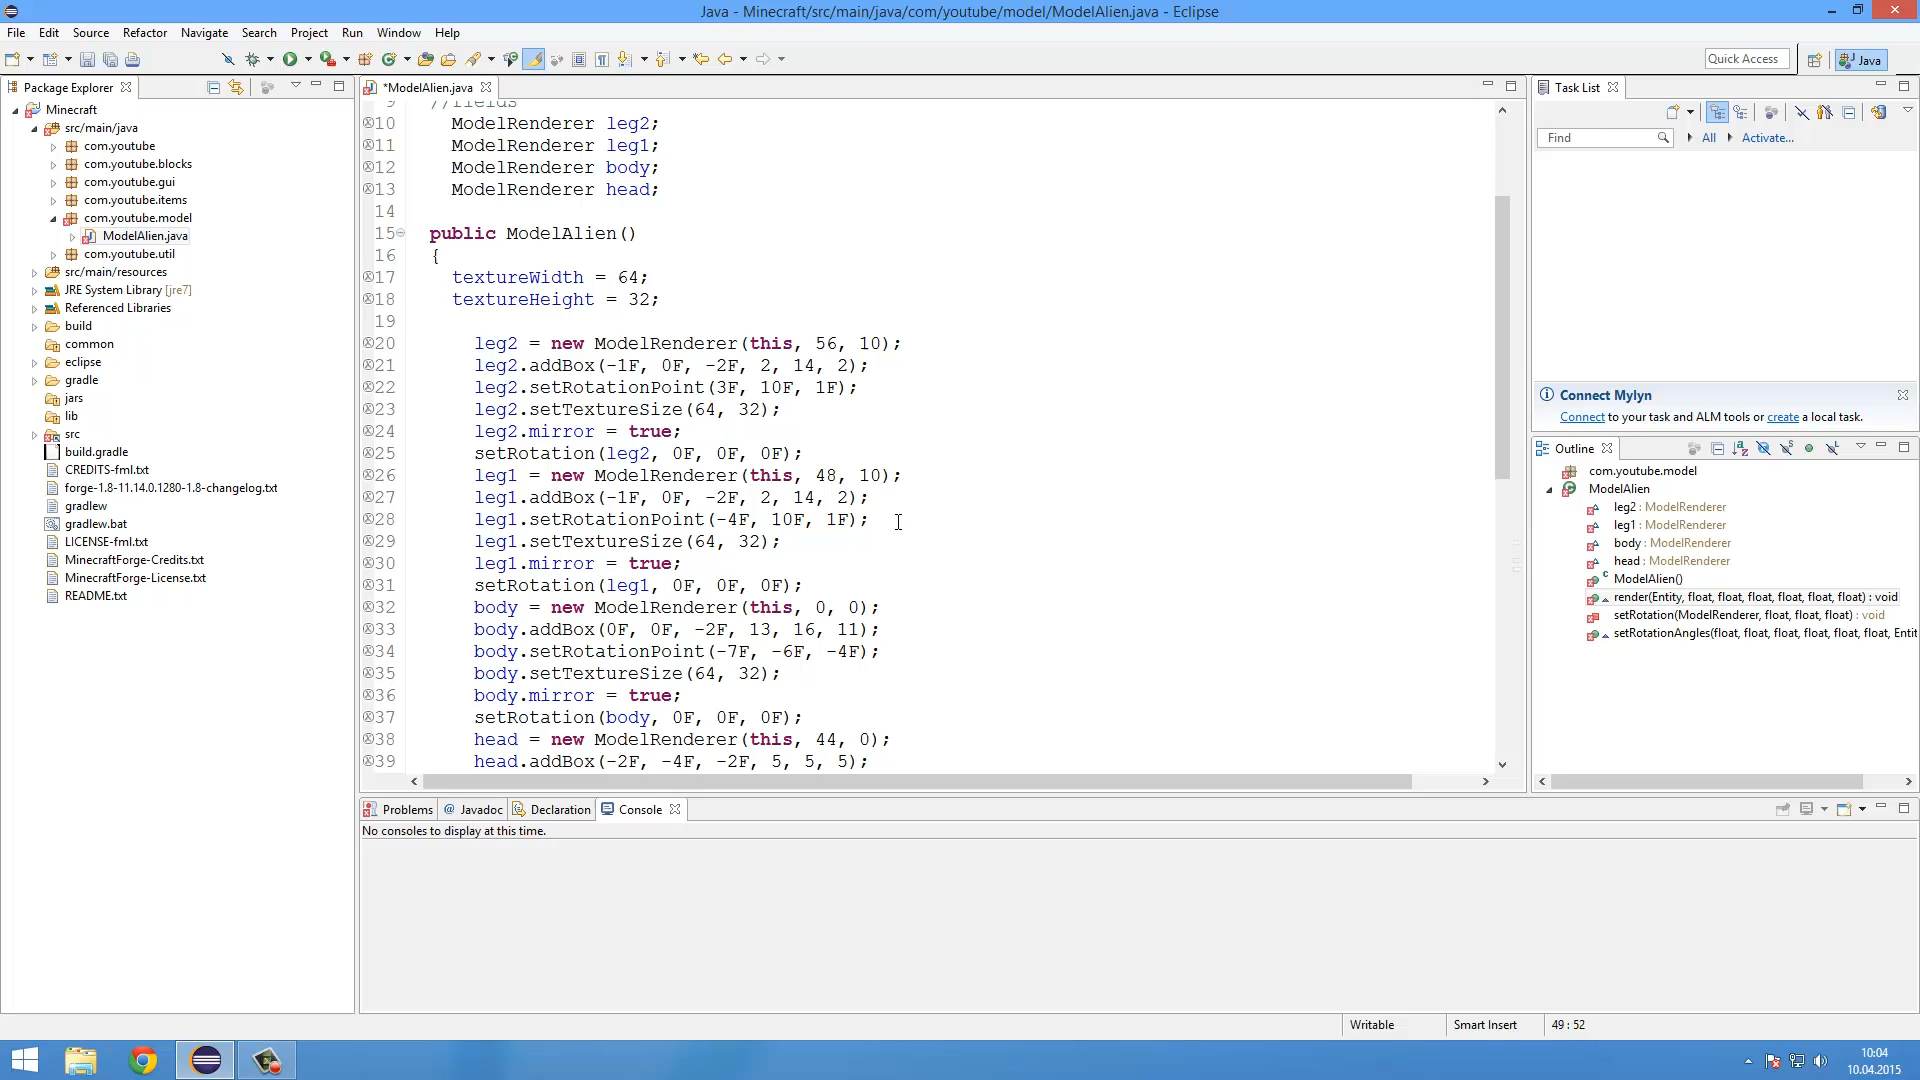 Java - Minecraft/src/main/java/com/youtube/model/ModelAlien.java - Eclipse
File Edit Source Refactor Navigate Search Project Run Window Help
Quick Access
Java
Package Explorer
Minecraft
src/main/java
com.youtube
com.youtube.blocks
com.youtube.gui
com.youtube.items
com.youtube.model
ModelAlien.java
com.youtube.util
src/main/resources
JRE System Library [jre7]
Referenced Libraries
build
common
eclipse
gradle
jars
lib
src
build.gradle
CREDITS-fml.txt
forge-1.8-11.14.0.1280-1.8-changelog.txt
gradlew
gradlew.bat
LICENSE-fml.txt
MinecraftForge-Credits.txt
MinecraftForge-License.txt
README.txt
*ModelAlien.java
9 //fields
10 ModelRenderer leg2;
11 ModelRenderer leg1;
12 ModelRenderer body;
13 ModelRenderer head;
14
15 public ModelAlien()
16 {
17 textureWidth = 64;
18 textureHeight = 32;
19
20 leg2 = new ModelRenderer(this, 56, 10);
21 leg2.addBox(-1F, 0F, -2F, 2, 14, 2);
22 leg2.setRotationPoint(3F, 10F, 1F);
23 leg2.setTextureSize(64, 32);
24 leg2.mirror = true;
25 setRotation(leg2, 0F, 0F, 0F);
26 leg1 = new ModelRenderer(this, 48, 10);
27 leg1.addBox(-1F, 0F, -2F, 2, 14, 2);
28 leg1.setRotationPoint(-4F, 10F, 1F);
29 leg1.setTextureSize(64, 32);
30 leg1.mirror = true;
31 setRotation(leg1, 0F, 0F, 0F);
32 body = new ModelRenderer(this, 0, 0);
33 body.addBox(0F, 0F, -2F, 13, 16, 11);
34 body.setRotationPoint(-7F, -6F, -4F);
35 body.setTextureSize(64, 32);
36 body.mirror = true;
37 setRotation(body, 0F, 0F, 0F);
38 head = new ModelRenderer(this, 44, 0);
39 head.addBox(-2F, -4F, -2F, 5, 5, 5);
Problems Javadoc Declaration Console
No consoles to display at this time.
Task List
Find All Activate...
Connect Mylyn
Connect to your task and ALM tools or create a local task.
Outline
com.youtube.model
ModelAlien
leg2 : ModelRenderer
leg1 : ModelRenderer
body : ModelRenderer
head : ModelRenderer
ModelAlien()
render(Entity, float, float, float, float, float, float) : void
setRotation(ModelRenderer, float, float, float) : void
setRotationAngles(float, float, float, float, float, float, Entit
Writable Smart Insert 49 : 52
10:04
10.04.2015